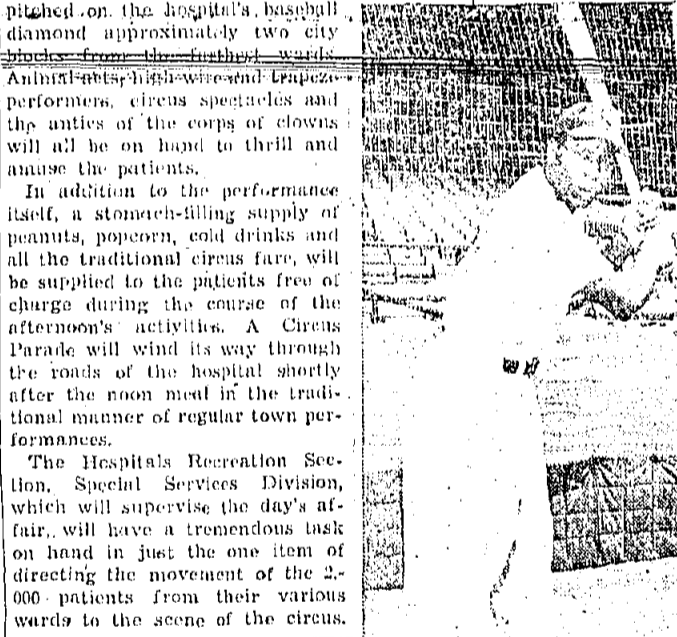 pitched on the hospital's baseball
diamond approximately two city
blocks from the furthest wards.
Animal acts, high wire and trapeze
performers, circus spectacles and
the antics of the corps of clowns
will all be on hand to thrill and
amuse the patients.
In addition to the performance
itself, a stomach-filling supply of
peanuts, popcorn, cold drinks and
all the traditional circus fare, will
be supplied to the patients free of
charge during the course of the
afternoon's activities. A Circus
Parade will wind its way through
the roads of the hospital shortly
after the noon meal in the tradi-
tional manner of regular town per-
formances.
The Hospitals Recreation Sec-
tion, Special Services Division,
which will supervise the day's af-
fair, will have a tremendous task
on hand in just the one item of
directing the movement of the 2,-
000 patients from their various
wards to the scene of the circus.